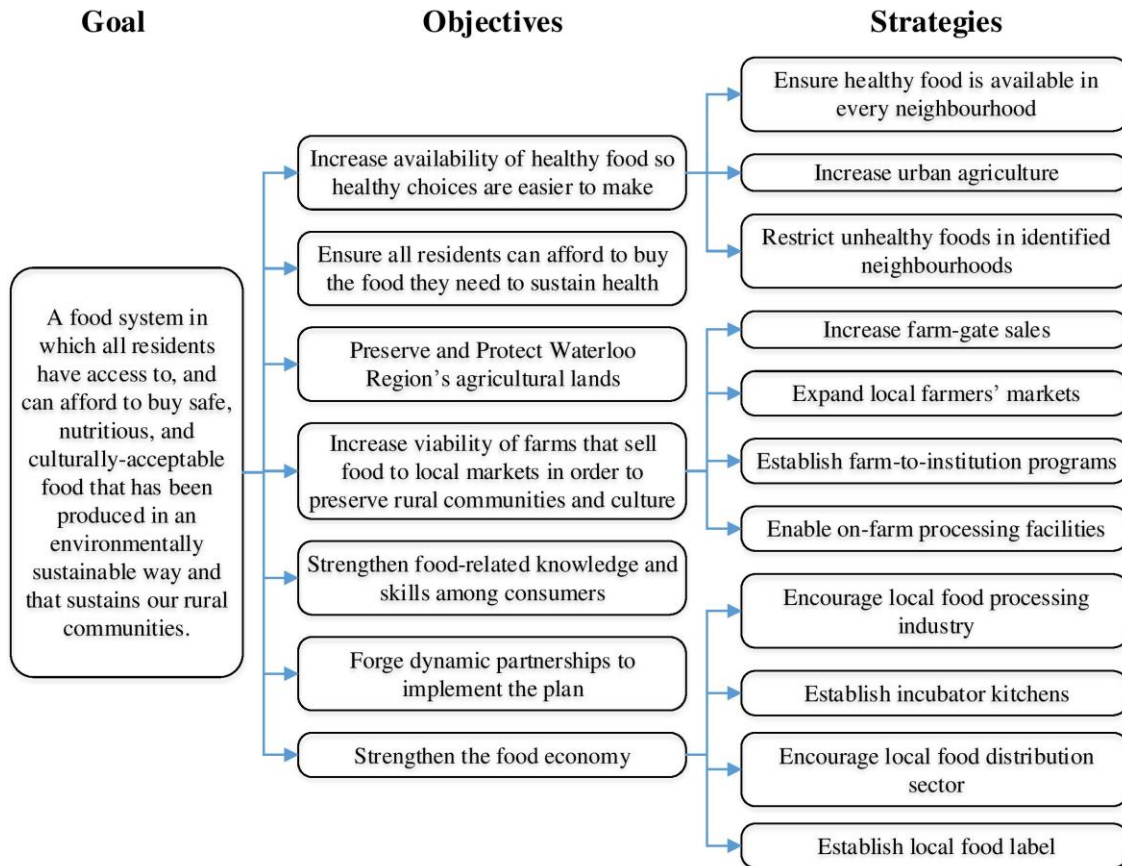 Goal
Objectives
Strategies
A food system in
which all residents
have access to, and
can afford to buy safe,
nutritious, and
culturally-acceptable
food that has been
produced in an
environmentally
sustainable way and
that sustains our rural
communities.
Increase availability of healthy food so
healthy choices are easier to make
Ensure all residents can afford to buy
the food they need to sustain health
Preserve and Protect Waterloo
Region’s agricultural lands
Increase viability of farms that sell
food to local markets in order to
preserve rural communities and culture
Strengthen food-related knowledge and
skills among consumers
Forge dynamic partnerships to
implement the plan
Strengthen the food economy
Ensure healthy food is available in
every neighbourhood
Increase urban agriculture
Restrict unhealthy foods in identified
neighbourhoods
Increase farm-gate sales
Expand local farmers’ markets
Establish farm-to-institution programs
Enable on-farm processing facilities
Encourage local food processing
industry
Establish incubator kitchens
Encourage local food distribution
sector
Establish local food label